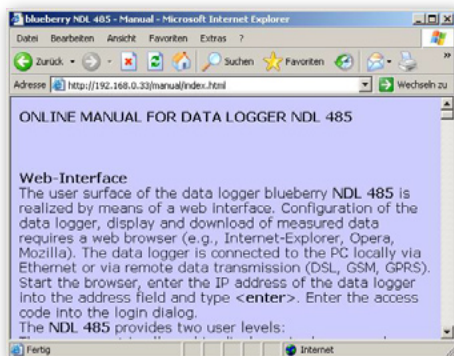 blueberry NDL 485 - Manual - Microsoft Internet Explorer
Datei Bearbeiten Ansicht Favoriten Extras ?
Zurück Suchen Favoriten »
Adresse http://192.168.0.33/manual/index.html Wechseln zu
ONLINE MANUAL FOR DATA LOGGER NDL 485
Web-Interface
The user surface of the data logger blueberry NDL 485 is
realized by means of a web interface. Configuration of the
data logger, display and download of measured data
requires a web browser (e.g., Internet-Explorer, Opera,
Mozilla). The data logger is connected to the PC locally via
Ethernet or via remote data transmission (DSL, GSM, GPRS).
Start the browser, enter the IP address of the data logger
into the address field and type <enter>. Enter the access
code into the login dialog.
The NDL 485 provides two user levels:
Fertig Internet